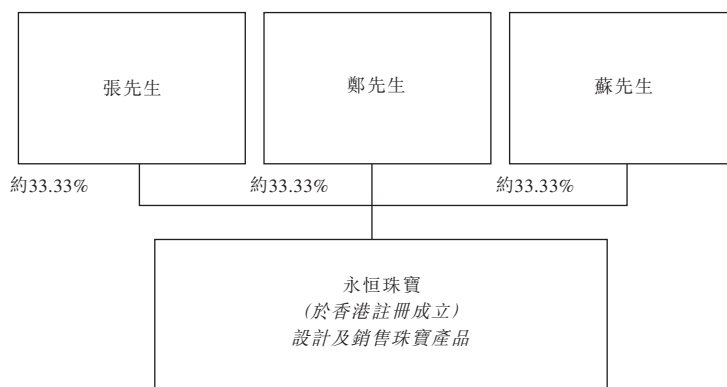 張先生
鄭先生
蘇先生
約33.33%
約33.33%
約33.33%
永恒珠寶
(於香港註冊成立)
設計及銷售珠寶產品